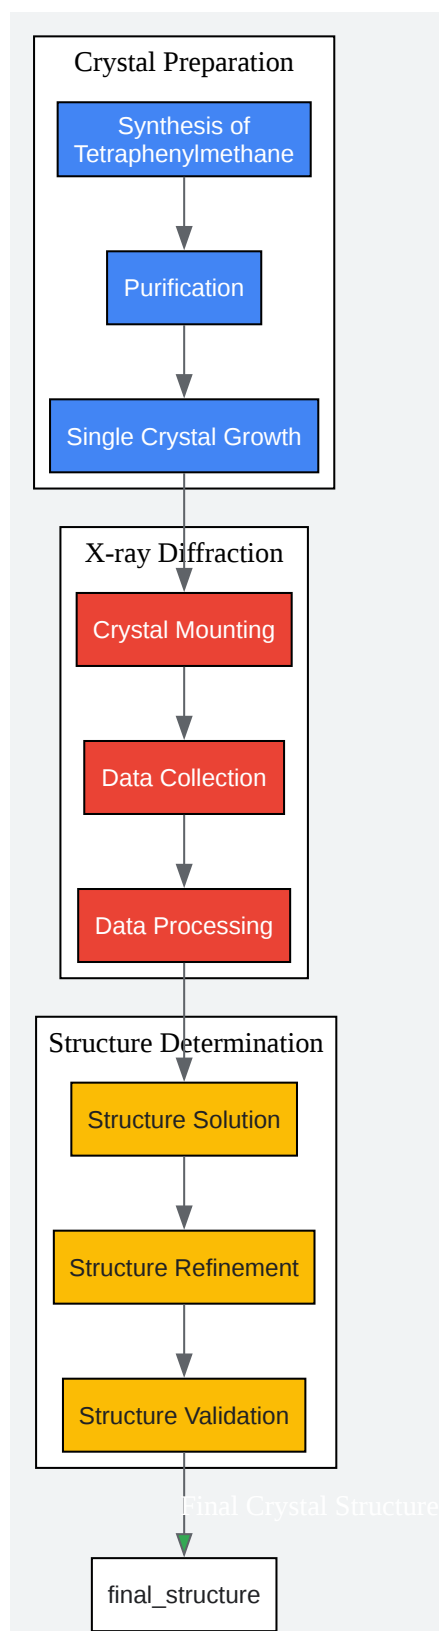 Crystal Preparation
Synthesis of
Tetraphenylmethane
Purification
Single Crystal Growth
X-ray Diffraction
Crystal Mounting
Data Collection
Data Processing
Structure Determination
Structure Solution
Structure Refinement
Structure Validation
Final Crystal Structure
final_structure